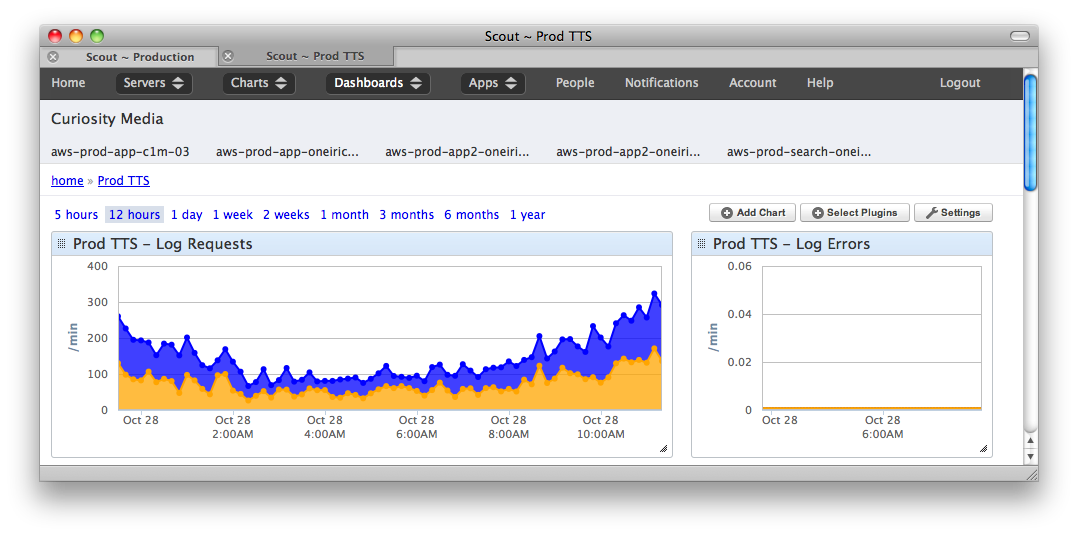 Scout ~ Prod TTS
Scout ~ Production Scout ~ Prod TTS
Home Servers Charts Dashboards Apps People Notifications Account Help Logout
Curiosity Media
aws-prod-app-c1m-03 aws-prod-app-oneiric... aws-prod-app2-oneiri... aws-prod-app2-oneiri... aws-prod-search-onei...
home » Prod TTS
5 hours 12 hours 1 day 1 week 2 weeks 1 month 3 months 6 months 1 year Add Chart Select Plugins Settings
Prod TTS – Log Requests
400
300
200
100
0
/min
Oct 28 Oct 28 2:00AM Oct 28 4:00AM Oct 28 6:00AM Oct 28 8:00AM Oct 28 10:00AM
Prod TTS – Log Errors
0.06
0.04
0.02
0
/min
Oct 28 Oct 28 6:00AM